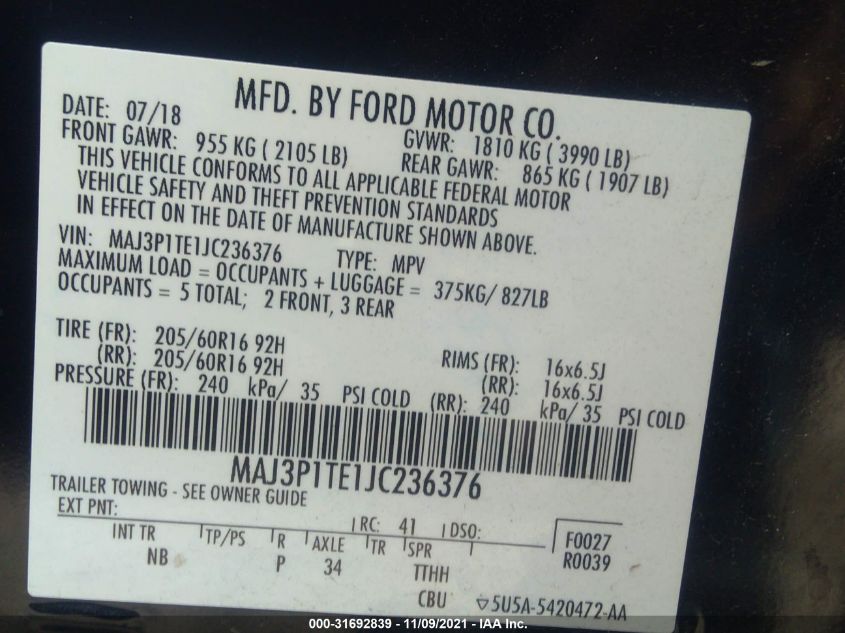 MFD. BY FORD MOTOR CO.
DATE: 07/18 GVWR: 1810 KG ( 3990 LB)
FRONT GAWR: 955 KG ( 2105 LB) REAR GAWR: 865 KG ( 1907 LB)
THIS VEHICLE CONFORMS TO ALL APPLICABLE FEDERAL MOTOR
VEHICLE SAFETY AND THEFT PREVENTION STANDARDS
IN EFFECT ON THE DATE OF MANUFACTURE SHOWN ABOVE.
VIN: MAJ3P1TE1JC236376 TYPE: MPV
MAXIMUM LOAD = OCCUPANTS + LUGGAGE = 375KG/ 827LB
OCCUPANTS = 5 TOTAL; 2 FRONT, 3 REAR
TIRE (FR): 205/60R16 92H RIMS (FR): 16x6.5J
(RR): 205/60R16 92H (RR): 16x6.5J
PRESSURE (FR): 240 kPa/ 35 PSI COLD (RR): 240 kPa/ 35 PSI COLD
MAJ3P1TE1JC236376
TRAILER TOWING - SEE OWNER GUIDE
EXT PNT: RC: 41 DSO: F0027
INT TR TP/PS R AXLE TR SPR R0039
NB P 34 TTHH
CBU 5U5A-5420472-AA
000-31692839 - 11/09/2021 - IAA Inc.